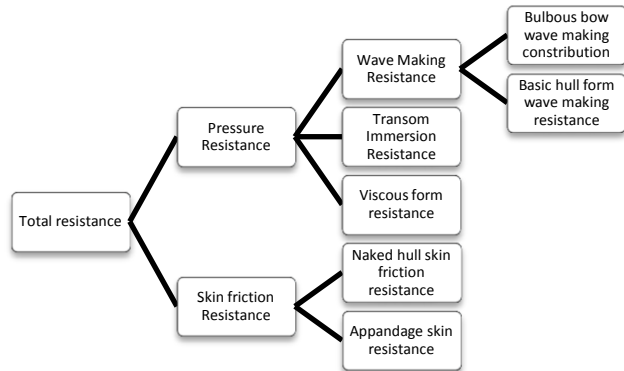 Total resistance
Pressure
Resistance
Skin friction
Resistance
Wave Making
Resistance
Transom
Immersion
Resistance
Viscous form
resistance
Naked hull skin
friction
resistance
Appandage skin
resistance
Bulbous bow
wave making
constribution
Basic hull form
wave making
resistance